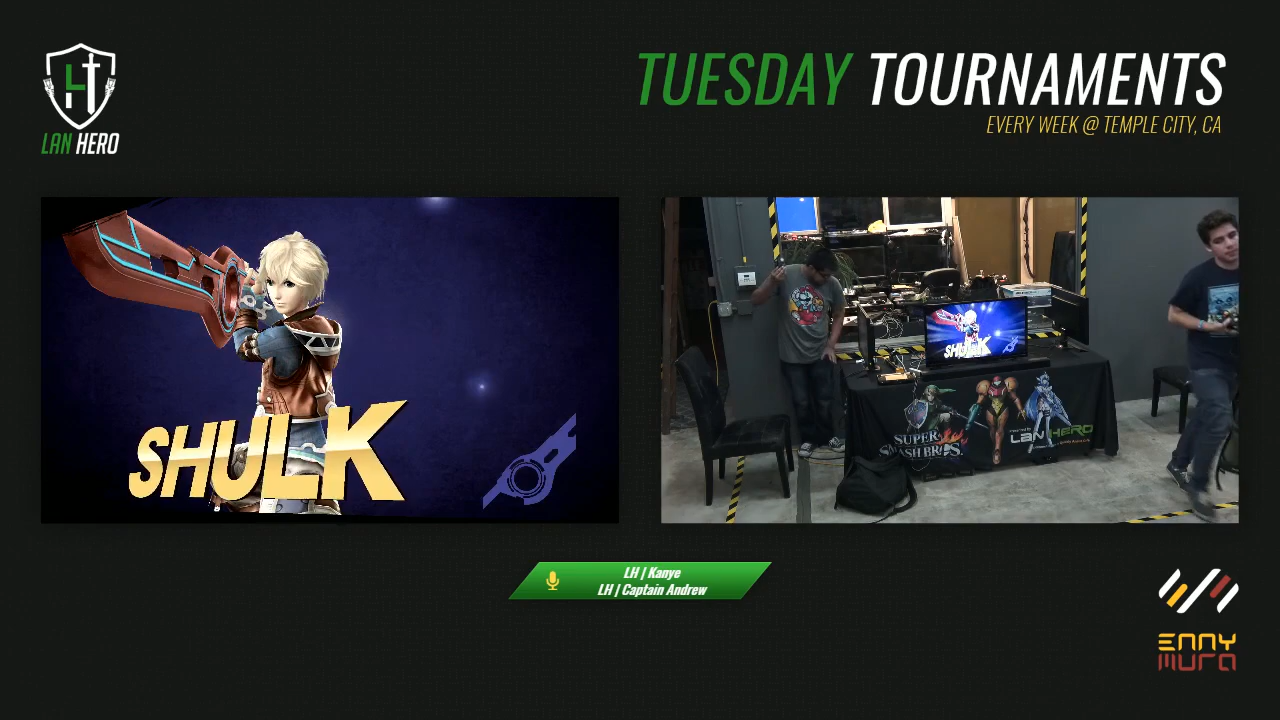 TUESDAY TOURNAMENTS
EVERY WEEK @ TEMPLE CITY, CA
LAN HERO
SHULK
SHULK
SUPER
SMASH BROS.
LAN HERO
LH | Kanye
LH | Captain Andrew
ENNY
MURA